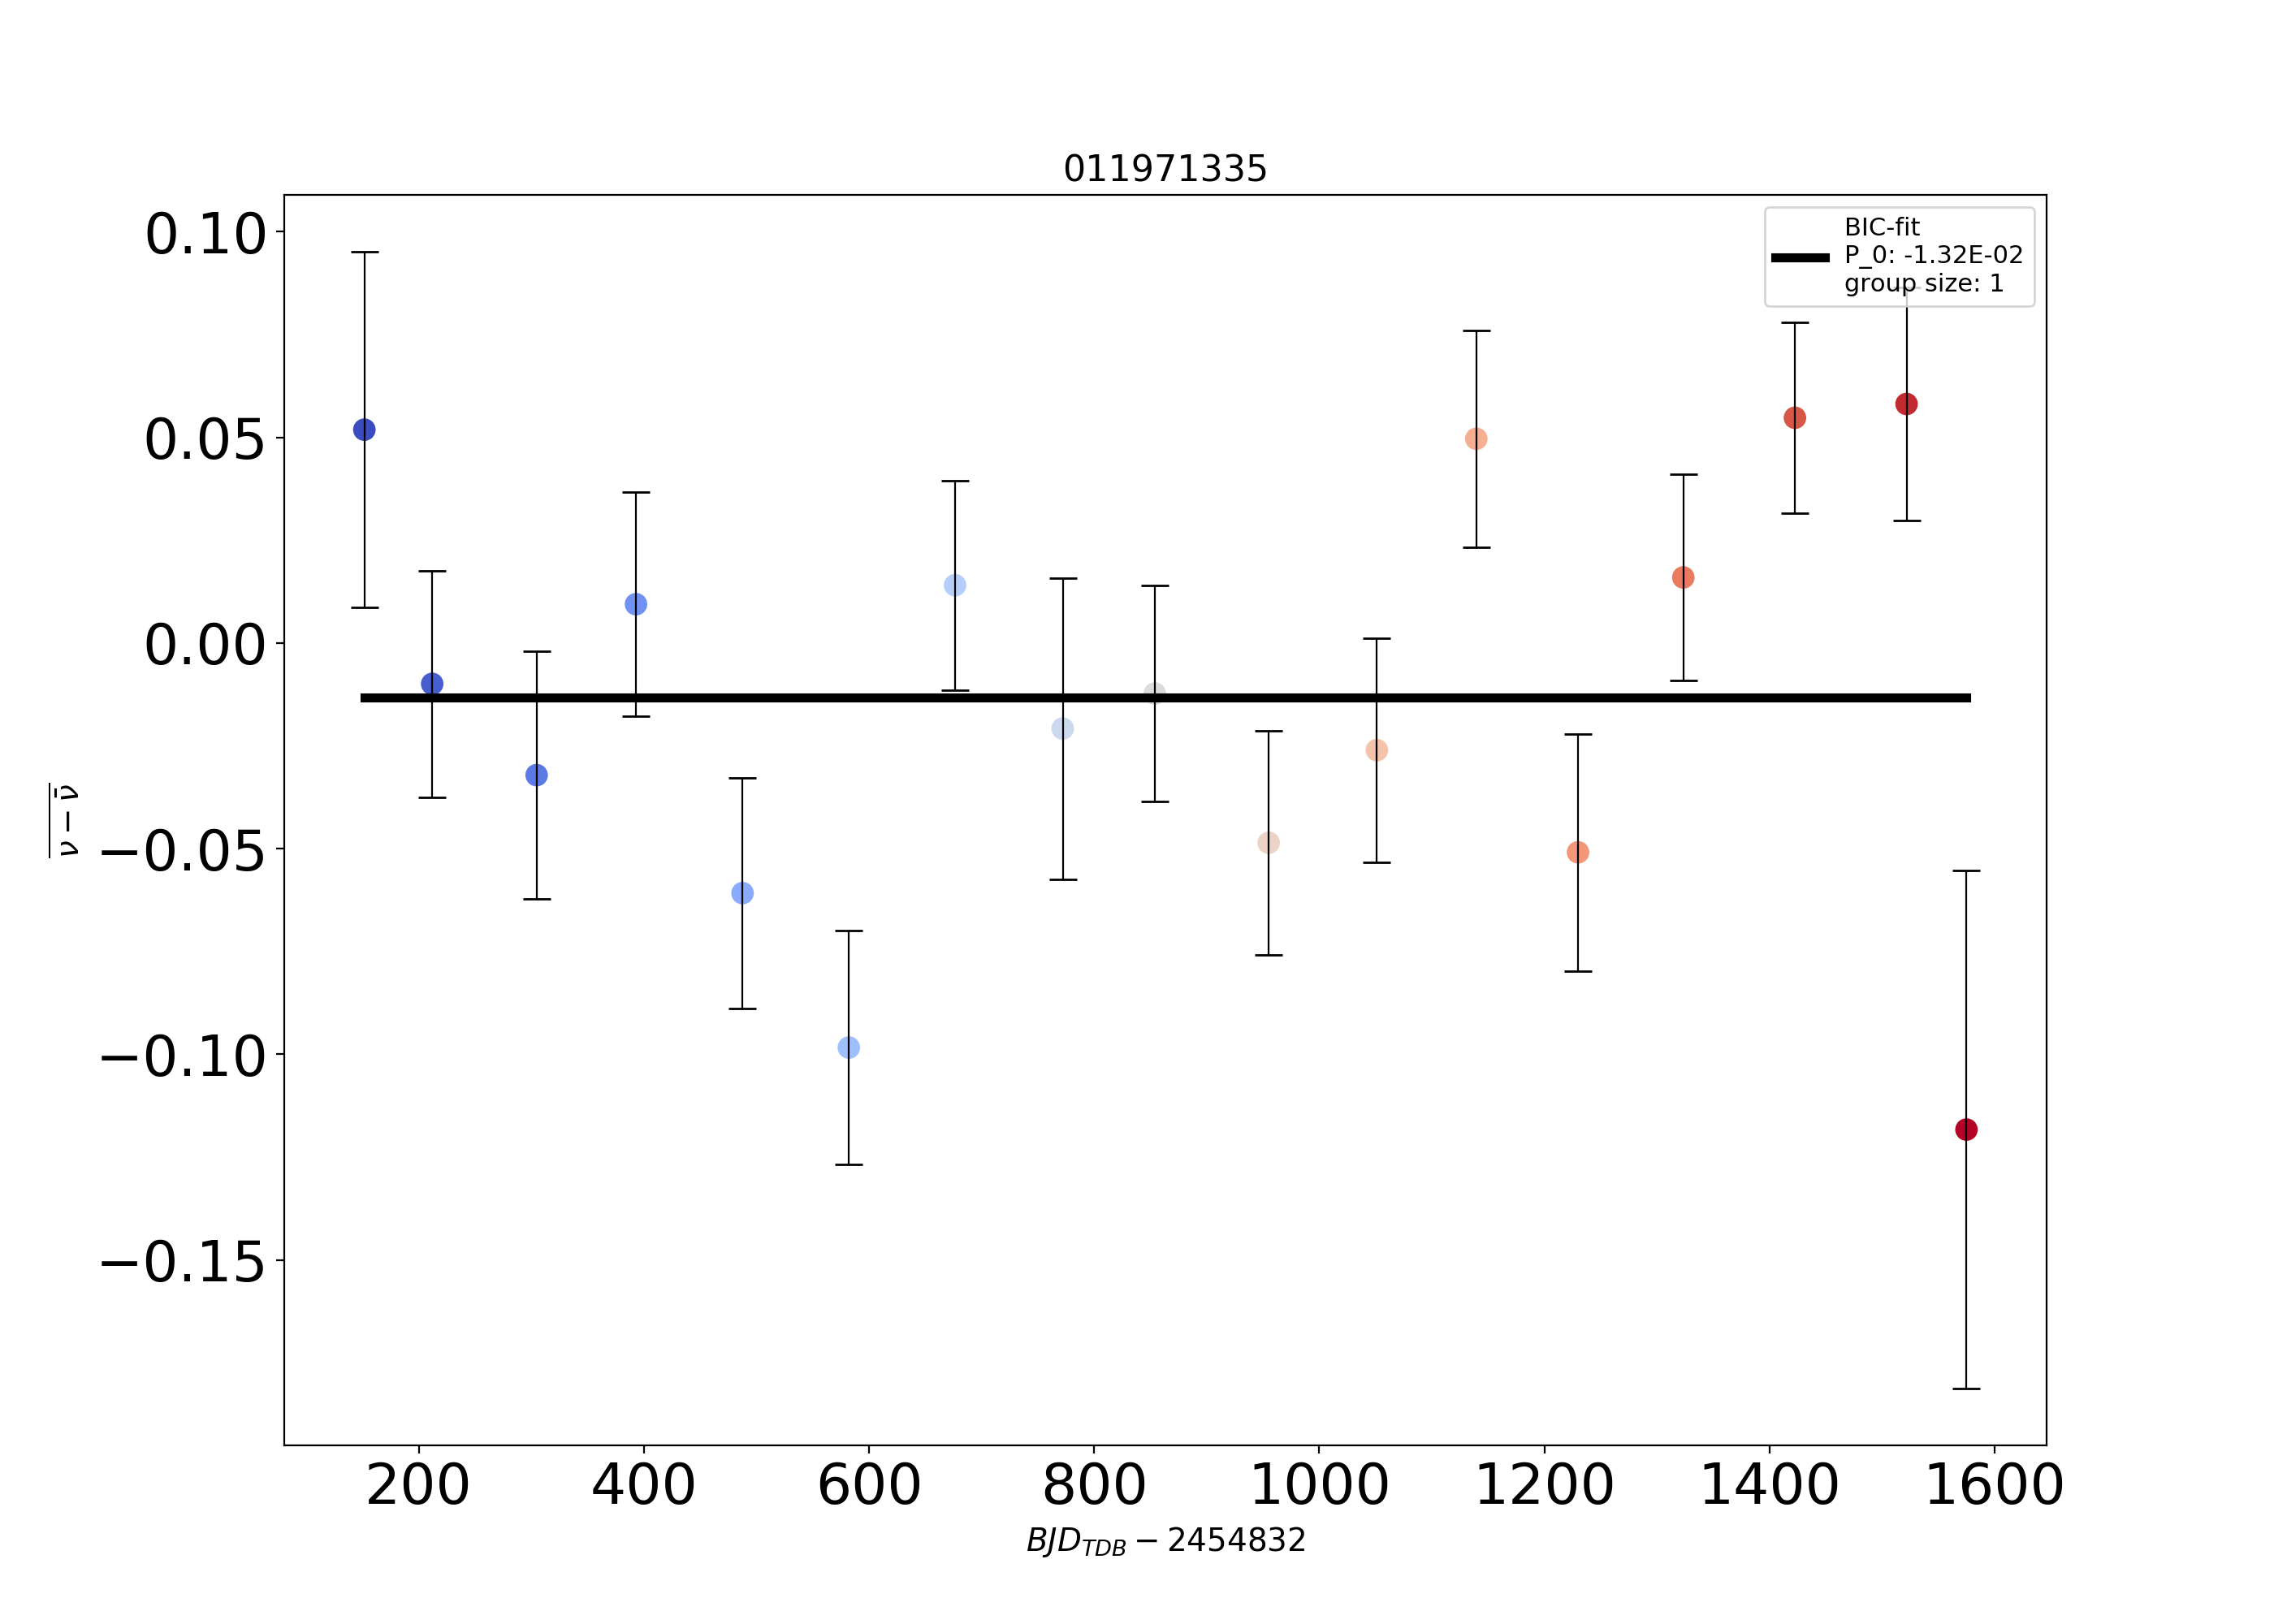 011971335
BIC-fit
P_0: -1.32E-02
group size: 1
0.10
0.05
0.00
−0.05
−0.10
−0.15
ν − ν̄
200 400 600 800 1000 1200 1400 1600
BJD_TDB − 2454832